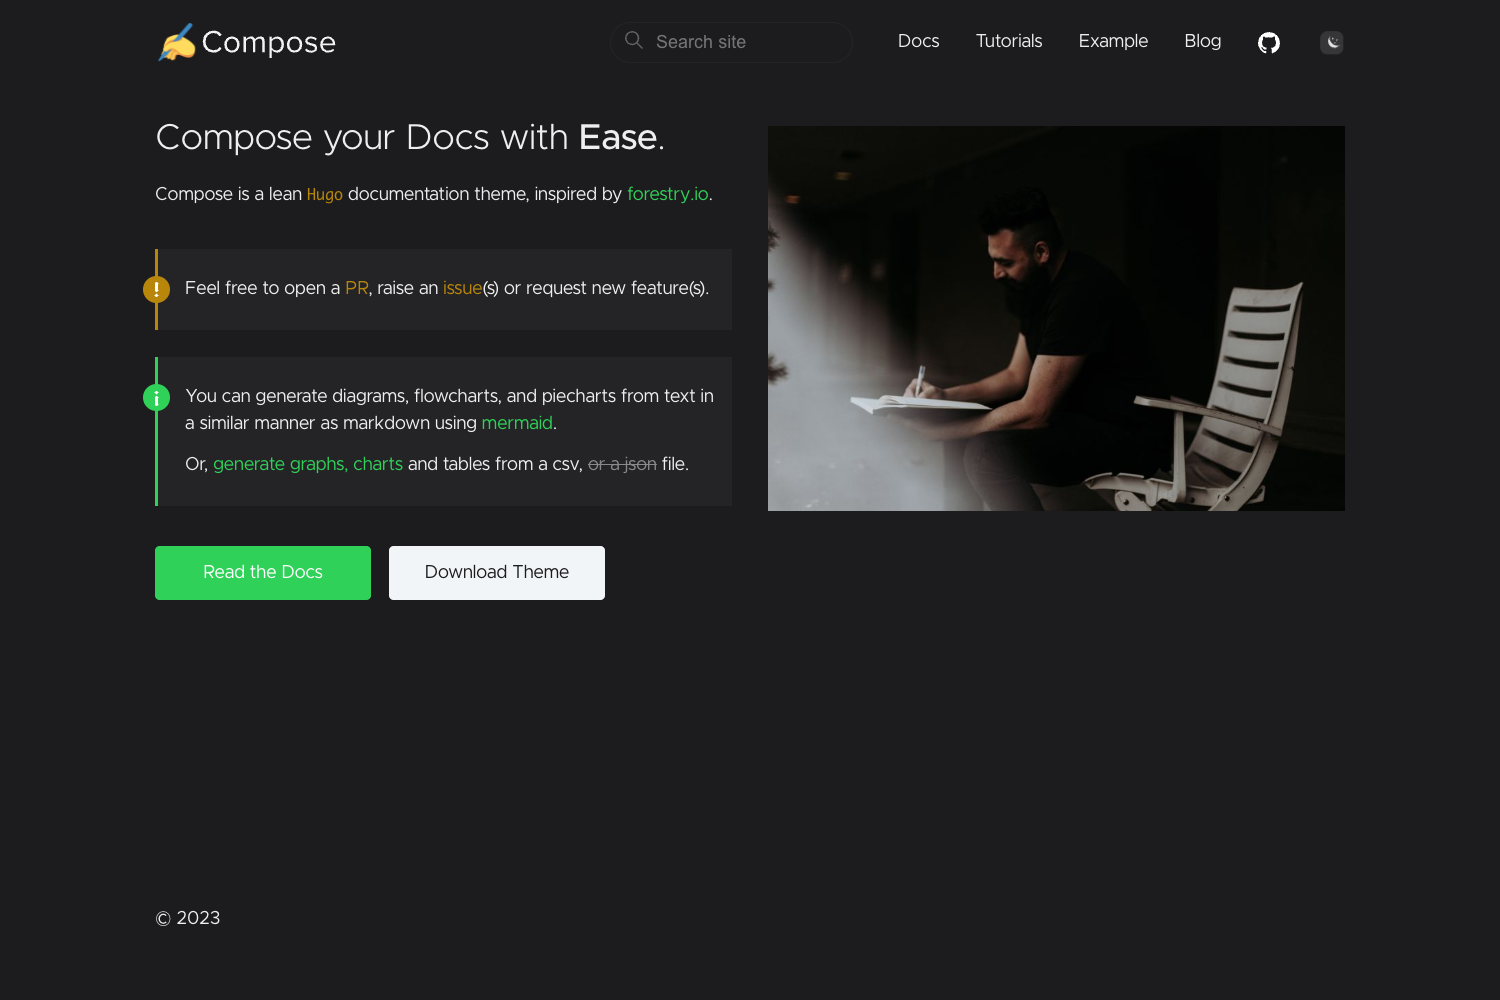 Compose
Search site
Docs
Tutorials
Example
Blog
Compose your Docs with Ease.
Compose is a lean Hugo documentation theme, inspired by forestry.io.
Feel free to open a PR, raise an issue(s) or request new feature(s).
You can generate diagrams, flowcharts, and piecharts from text in
a similar manner as markdown using mermaid.
Or, generate graphs, charts and tables from a csv, or a json file.
Read the Docs
Download Theme
© 2023